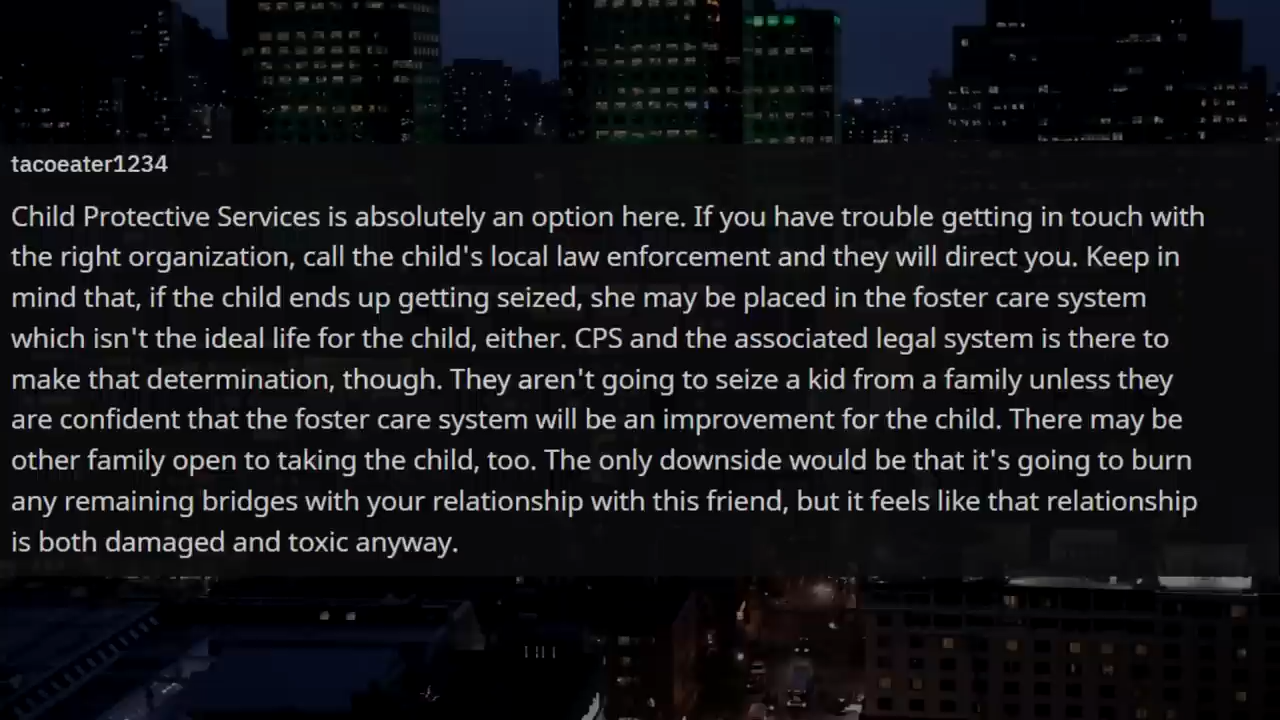 tacoeater1234
Child Protective Services is absolutely an option here. If you have trouble getting in touch with
the right organization, call the child's local law enforcement and they will direct you. Keep in
mind that, if the child ends up getting seized, she may be placed in the foster care system
which isn't the ideal life for the child, either. CPS and the associated legal system is there to
make that determination, though. They aren't going to seize a kid from a family unless they
are confident that the foster care system will be an improvement for the child. There may be
other family open to taking the child, too. The only downside would be that it's going to burn
any remaining bridges with your relationship with this friend, but it feels like that relationship
is both damaged and toxic anyway.